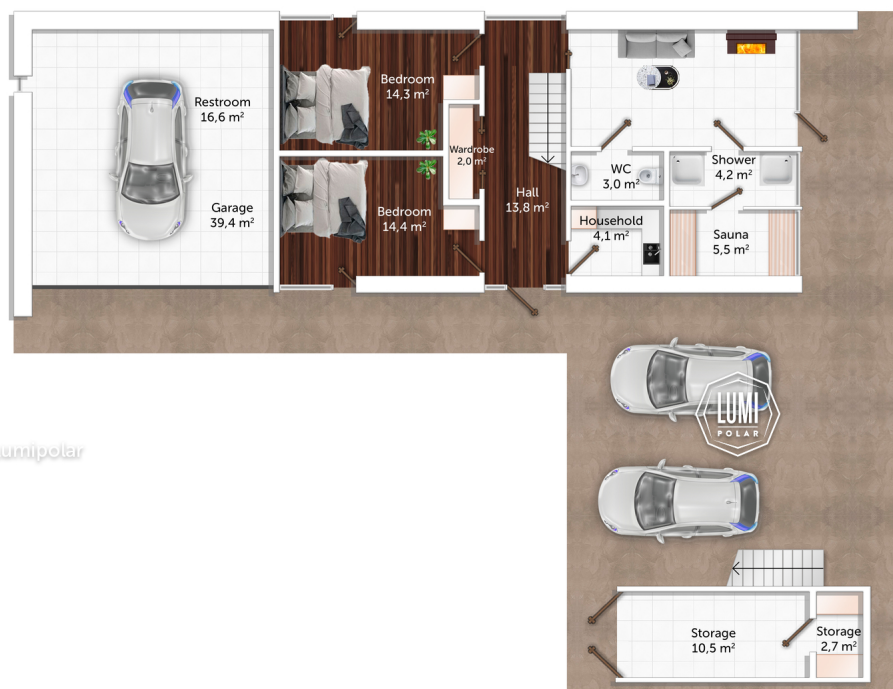 Restroom
16,6 m²
Garage
39,4 m²
Bedroom
14,3 m²
Wardrobe
2,0 m²
Bedroom
14,4 m²
Hall
13,8 m²
WC
3,0 m²
Shower
4,2 m²
Household
4,1 m²
Sauna
5,5 m²
LUMI
POLAR
umipolar
Storage
10,5 m²
Storage
2,7 m²